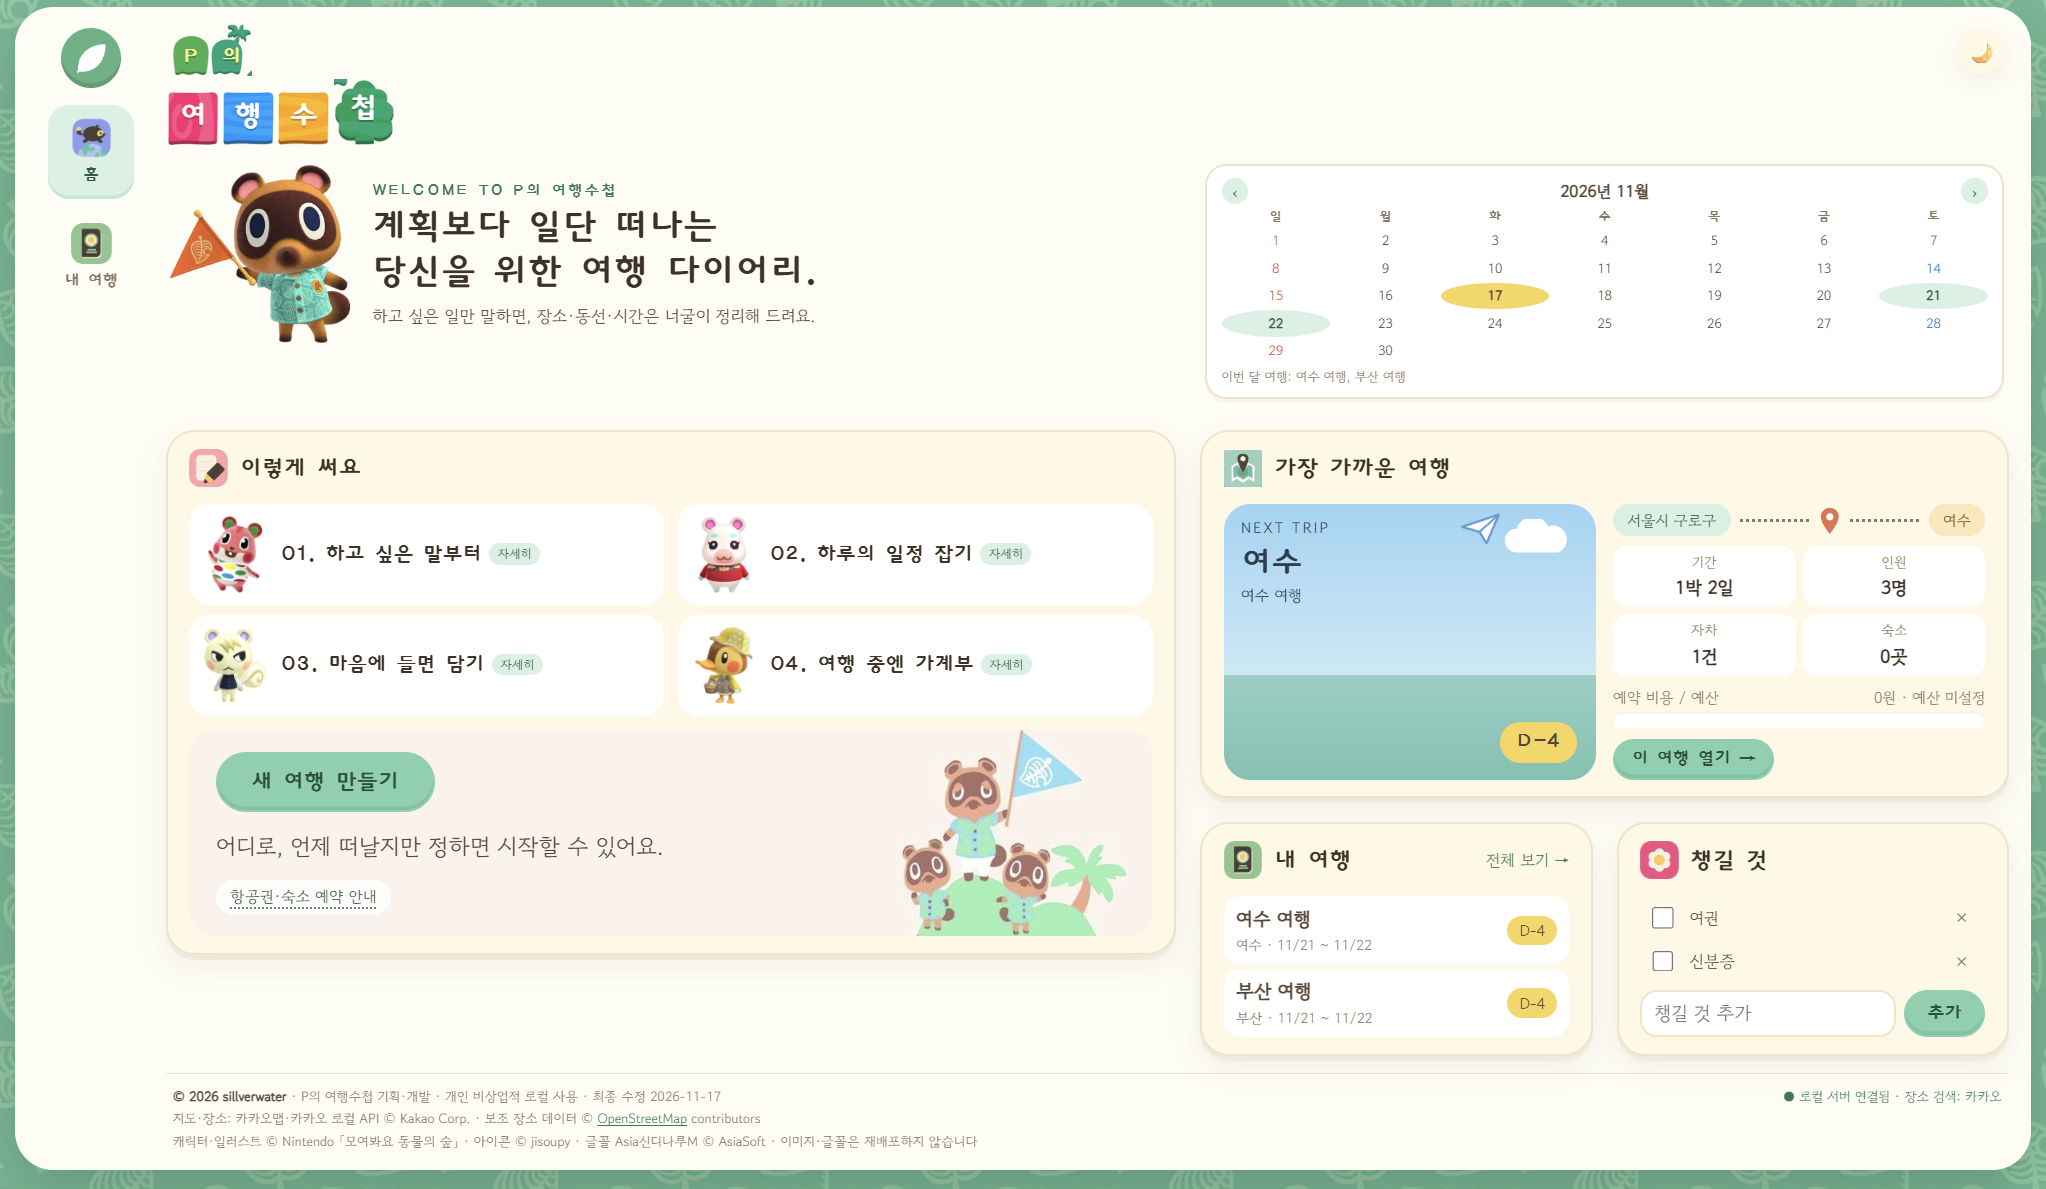 P의
여행수첩
홈
내 여행
WELCOME TO P의 여행수첩
계획보다 일단 떠나는
당신을 위한 여행 다이어리.
하고 싶은 일만 말하면, 장소·동선·시간은 너굴이 정리해 드려요.
‹ 2026년 11월 ›
일 월 화 수 목 금 토
1 2 3 4 5 6 7
8 9 10 11 12 13 14
15 16 17 18 19 20 21
22 23 24 25 26 27 28
29 30
이번 달 여행: 여수 여행, 부산 여행
이렇게 써요
01. 하고 싶은 말부터 자세히
02. 하루의 일정 잡기 자세히
03. 마음에 들면 담기 자세히
04. 여행 중엔 가계부 자세히
새 여행 만들기
어디로, 언제 떠날지만 정하면 시작할 수 있어요.
항공권·숙소 예약 안내
가장 가까운 여행
NEXT TRIP
여수
여수 여행
D-4
서울시 구로구 여수
기간
1박 2일
인원
3명
자차
1건
숙소
0곳
예약 비용 / 예산 0원 · 예산 미설정
이 여행 열기 →
내 여행 전체 보기 →
여수 여행
여수 · 11/21 ~ 11/22
D-4
부산 여행
부산 · 11/21 ~ 11/22
D-4
챙길 것
여권 ×
신분증 ×
챙길 것 추가 추가
© 2026 sillverwater · P의 여행수첩 기획·개발 · 개인 비상업적 로컬 사용 · 최종 수정 2026-11-17
지도·장소: 카카오맵·카카오 로컬 API © Kakao Corp. · 보조 장소 데이터 © OpenStreetMap contributors
캐릭터·일러스트 © Nintendo「모여봐요 동물의 숲」· 아이콘 © jisoupy · 글꼴 Asia신디나루M © AsiaSoft · 이미지·글꼴은 재배포하지 않습니다
● 로컬 서버 연결됨 · 장소 검색: 카카오